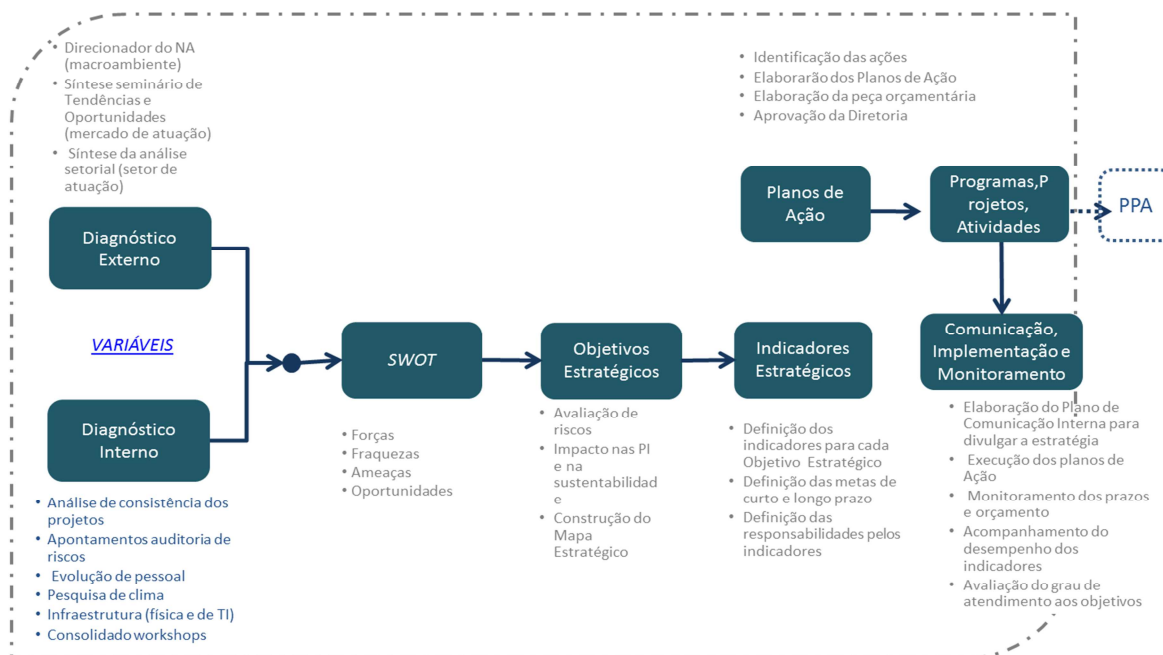 • Direcionador do NA
(macroambiente)
• Síntese seminário de
Tendências e
Oportunidades
(mercado de atuação)
• Síntese da análise
setorial (setor de
atuação)
Diagnóstico
Externo
VARIÁVEIS
Diagnóstico
Interno
• Análise de consistência dos
projetos
• Apontamentos auditoria de
riscos
• Evolução de pessoal
• Pesquisa de clima
• Infraestrutura (física e de TI)
• Consolidado workshops
SWOT
• Forças
• Fraquezas
• Ameaças
• Oportunidades
Objetivos
Estratégicos
• Avaliação de
riscos
• Impacto nas PI
e na
sustentabilidad
e
• Construção do
Mapa
Estratégico
Indicadores
Estratégicos
• Definição dos
indicadores para cada
Objetivo Estratégico
• Definição das metas de
curto e longo prazo
• Definição das
responsabilidades pelos
indicadores
• Identificação das ações
• Elaborarão dos Planos de Ação
• Elaboração da peça orçamentária
• Aprovação da Diretoria
Planos de
Ação
Programas,P
rojetos,
Atividades
PPA
Comunicação,
Implementação e
Monitoramento
• Elaboração do Plano de
Comunicação Interna para
divulgar a estratégia
• Execução dos planos de
Ação
• Monitoramento dos prazos
e orçamento
• Acompanhamento do
desempenho dos
indicadores
• Avaliação do grau de
atendimento aos objetivos